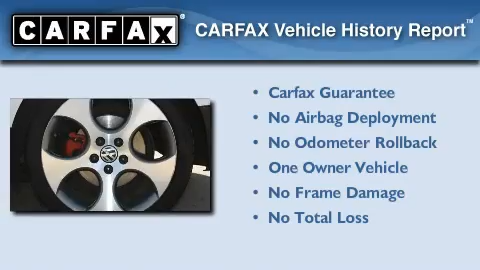 CARFAX®
CARFAX Vehicle History Report™
• Carfax Guarantee
• No Airbag Deployment
• No Odometer Rollback
• One Owner Vehicle
• No Frame Damage
• No Total Loss